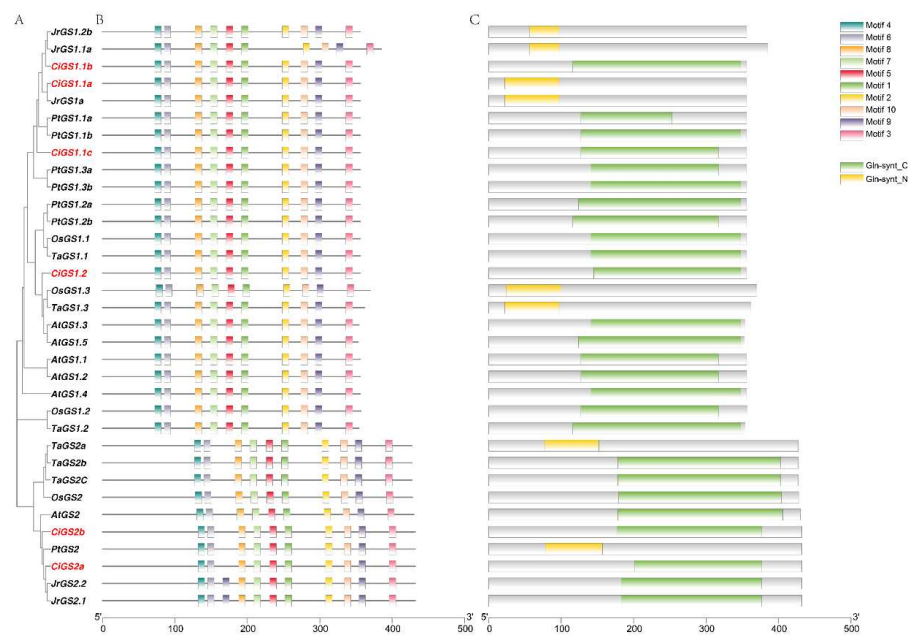 A B C
JrGS1.2b
JrGS1.1a
CiGS1.1b
CiGS1.1a
JrGS1a
PtGS1.1a
PtGS1.1b
CiGS1.1c
PtGS1.3a
PtGS1.3b
PtGS1.2a
PtGS1.2b
OsGS1.1
TaGS1.1
CiGS1.2
OsGS1.3
TaGS1.3
AtGS1.3
AtGS1.5
AtGS1.1
AtGS1.2
AtGS1.4
OsGS1.2
TaGS1.2
TaGS2a
TaGS2b
TaGS2C
OsGS2
AtGS2
CiGS2b
PtGS2
CiGS2a
JrGS2.2
JrGS2.1
5' 3' 5' 3'
0 100 200 300 400 500 0 100 200 300 400 500
Motif 4
Motif 6
Motif 8
Motif 7
Motif 5
Motif 1
Motif 2
Motif 10
Motif 9
Motif 3
Gln-synt_C
Gln-synt_N